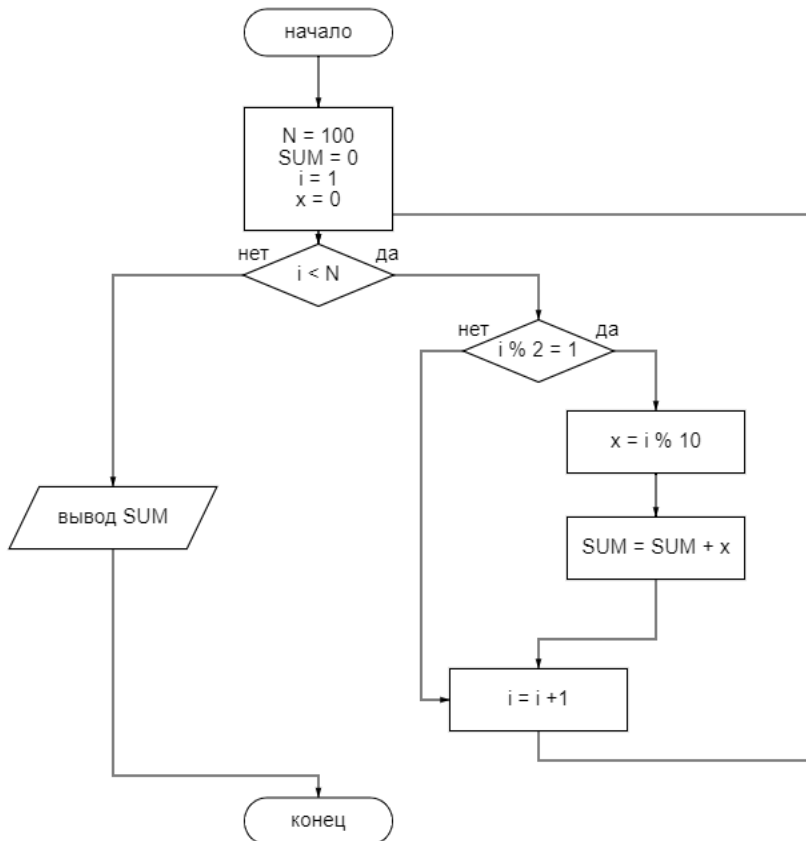 начало
N = 100
SUM = 0
i = 1
x = 0
нет
да
i < N
нет
да
i % 2 = 1
x = i % 10
вывод SUM
SUM = SUM + x
i = i +1
конец